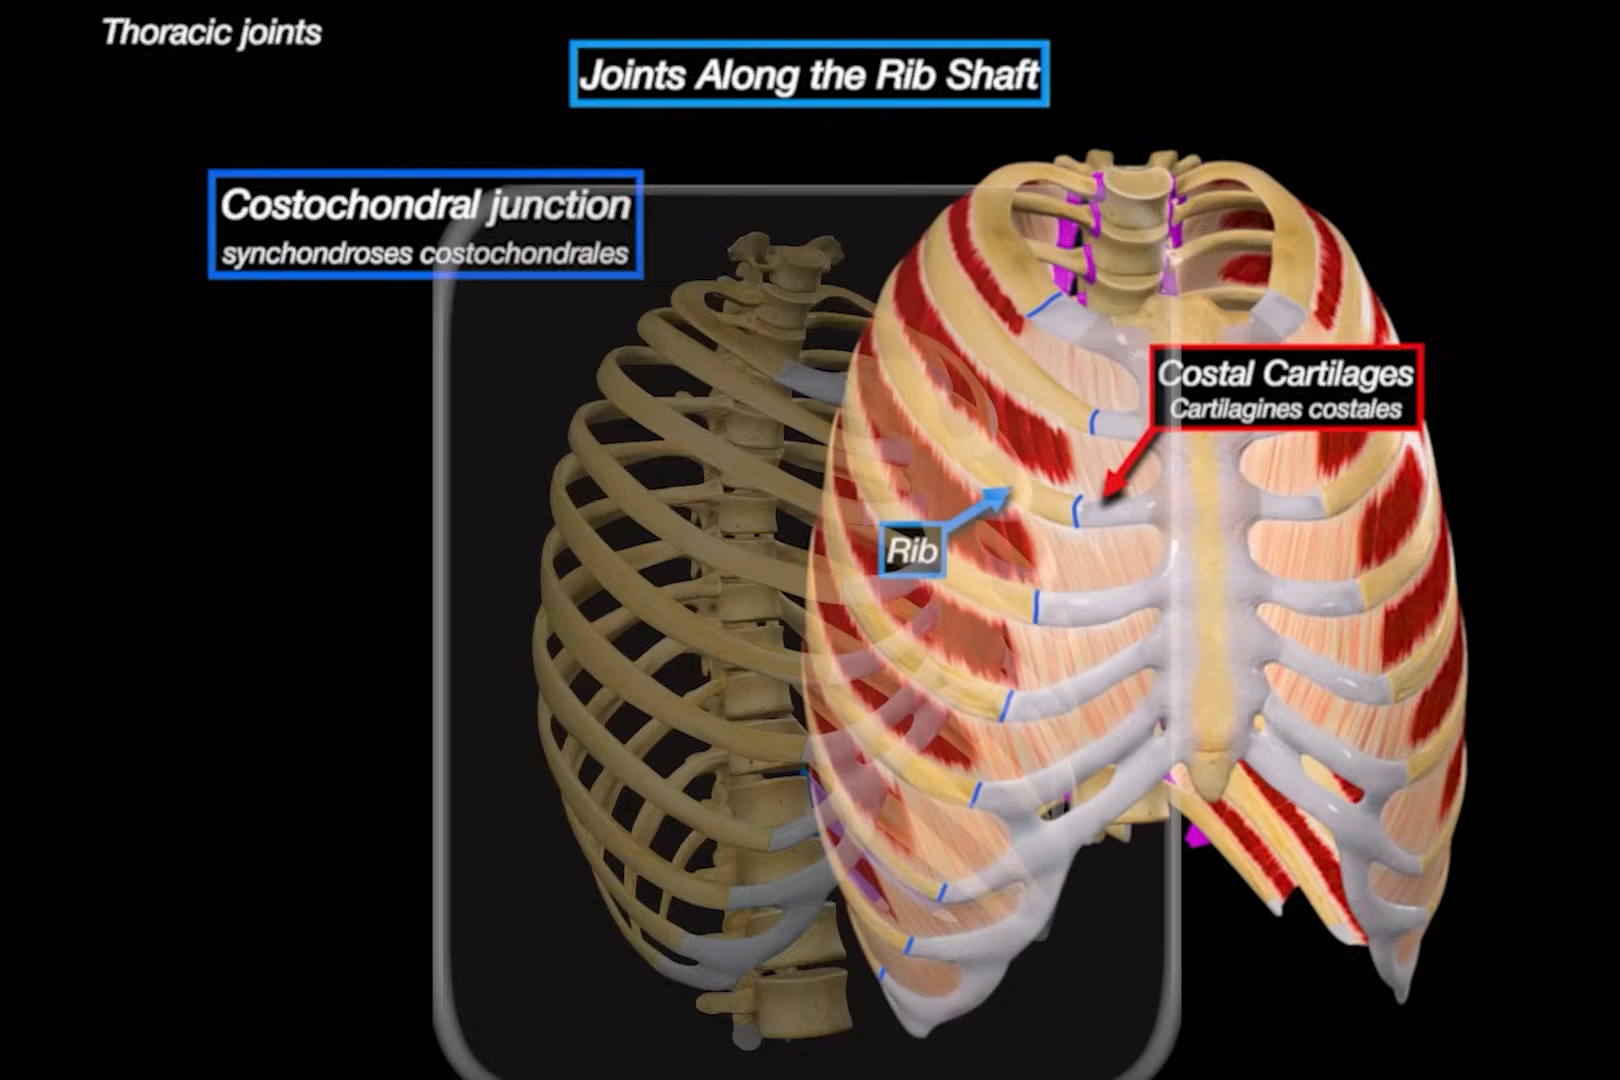 Thoracic joints
Joints Along the Rib Shaft
Costochondral junction
synchondroses costochondrales
Costal Cartilages
Cartilagines costales
Rib